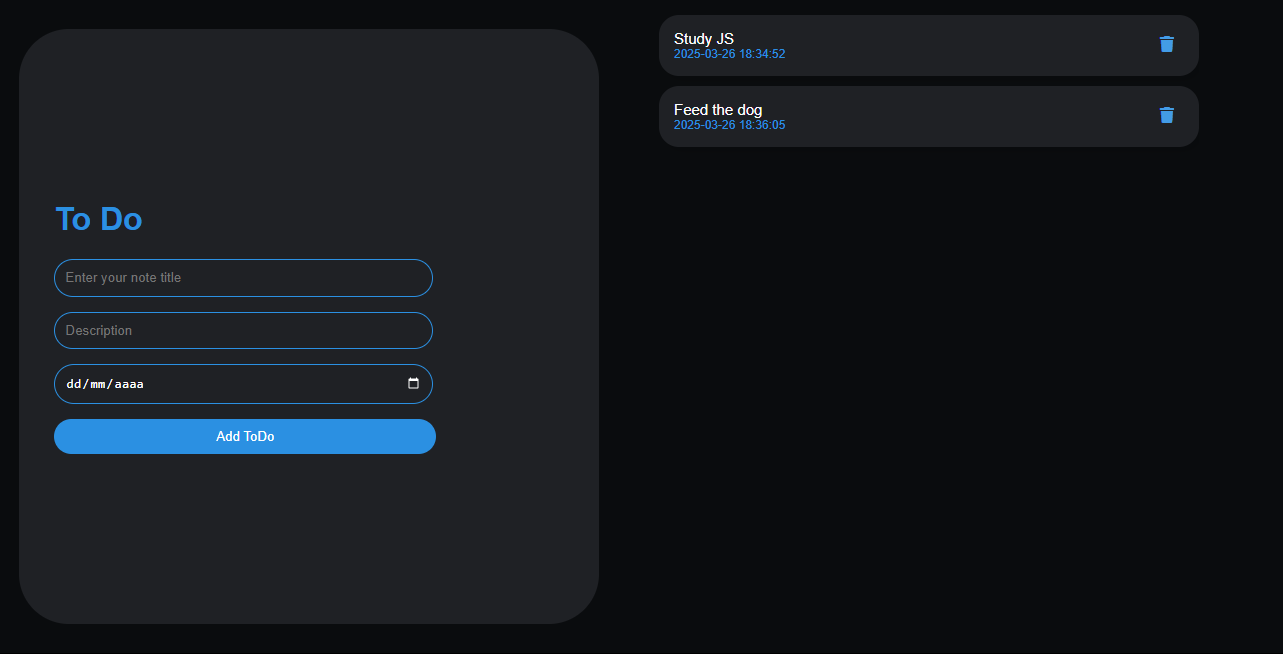 To Do
Enter your note title
Description
dd/mm/aaaa
Add ToDo
Study JS
2025-03-26 18:34:52
Feed the dog
2025-03-26 18:36:05